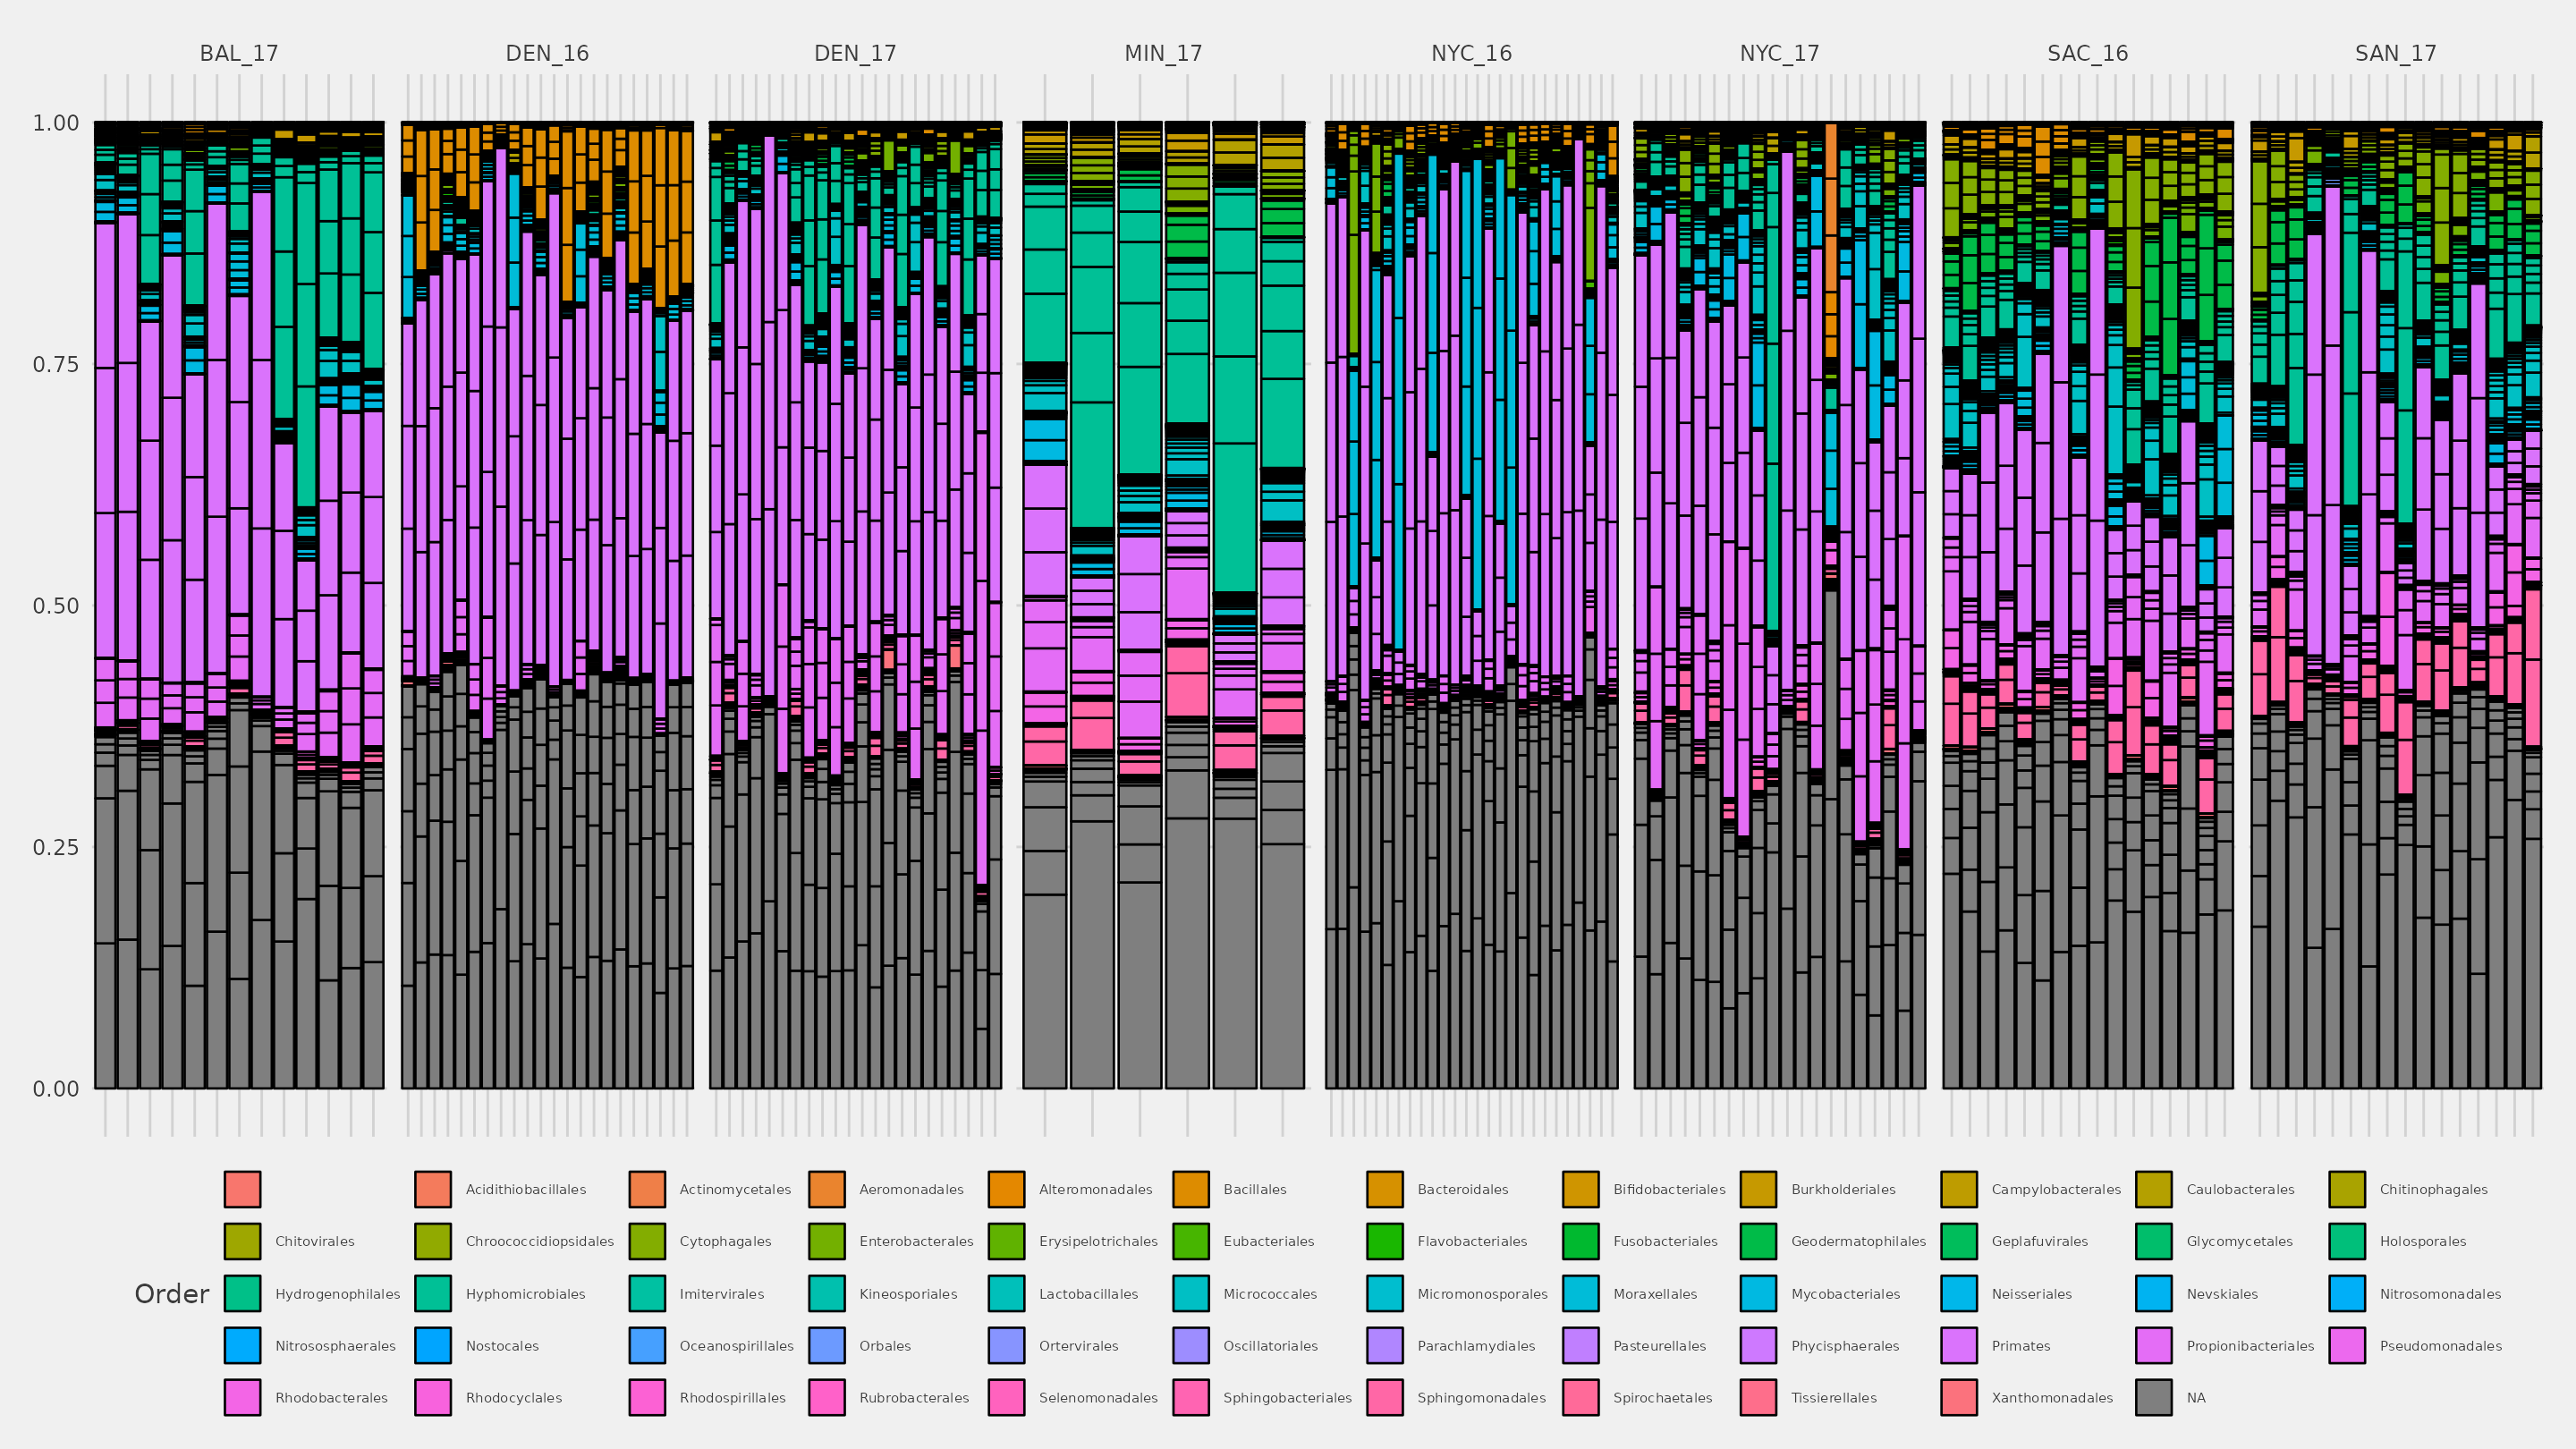 BAL_17 DEN_16 DEN_17 MIN_17 NYC_16 NYC_17 SAC_16 SAN_17
1.00
0.75
0.50
0.25
0.00
Acidithiobacillales Actinomycetales Aeromonadales Alteromonadales Bacillales Bacteroidales Bifidobacteriales Burkholderiales Campylobacterales Caulobacterales Chitinophagales
Chitovirales Chroococcidiopsidales Cytophagales Enterobacterales Erysipelotrichales Eubacteriales Flavobacteriales Fusobacteriales Geodermatophilales Geplafuvirales Glycomycetales Holosporales
Order Hydrogenophilales Hyphomicrobiales Imitervirales Kineosporiales Lactobacillales Micrococcales Micromonosporales Moraxellales Mycobacteriales Neisseriales Nevskiales Nitrosomonadales
Nitrososphaerales Nostocales Oceanospirillales Orbales Ortervirales Oscillatoriales Parachlamydiales Pasteurellales Phycisphaerales Primates Propionibacteriales Pseudomonadales
Rhodobacterales Rhodocyclales Rhodospirillales Rubrobacterales Selenomonadales Sphingobacteriales Sphingomonadales Spirochaetales Tissierellales Xanthomonadales NA